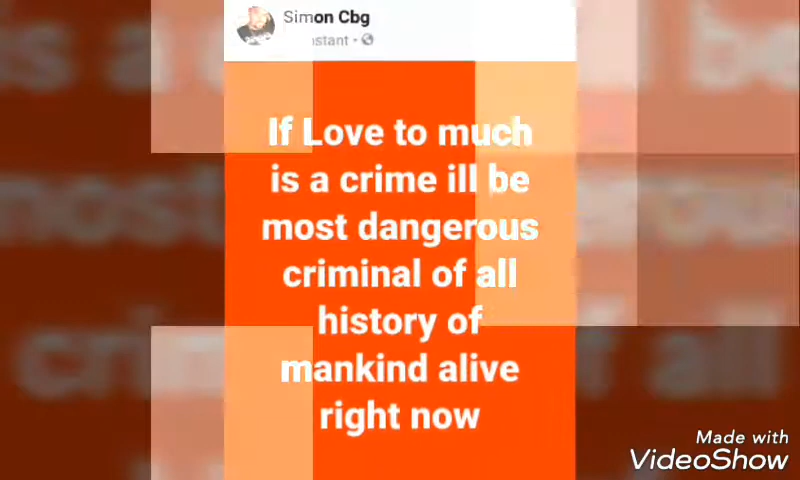 Simon Cbg
stant
If Love to much
is a crime ill be
most dangerous
criminal of all
history of
mankind alive
right now
Made with
VideoShow